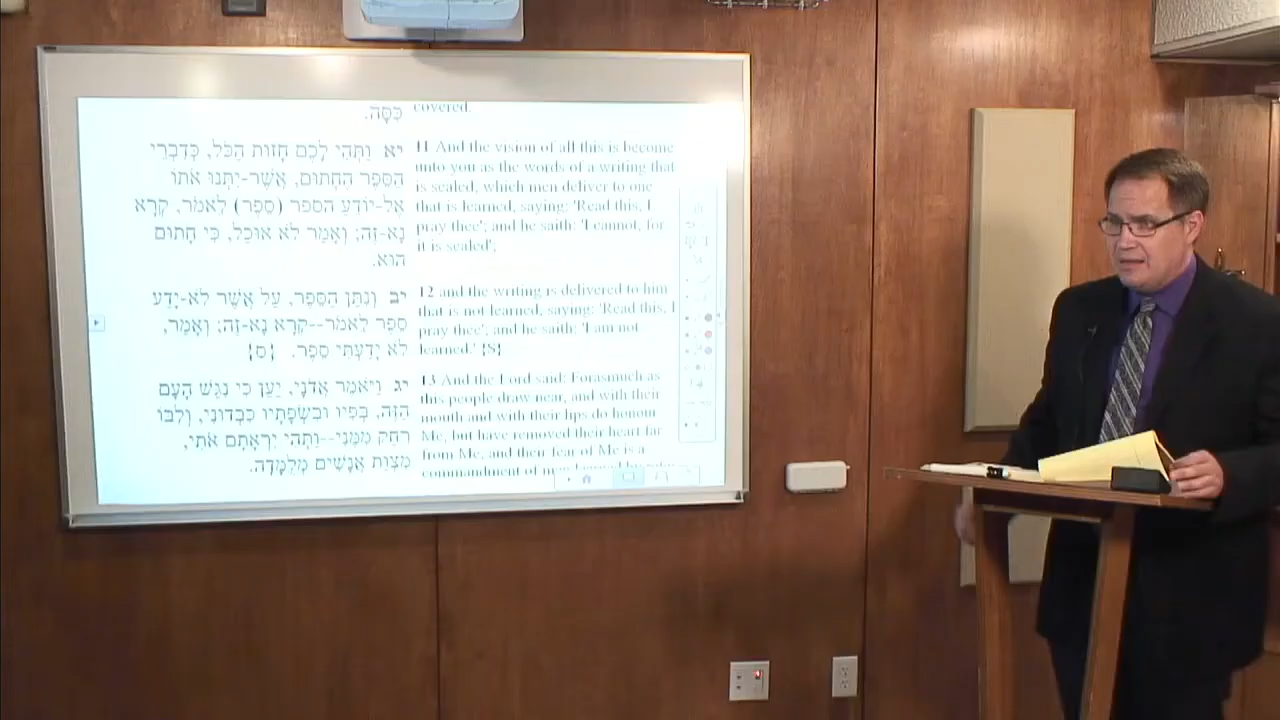 כִּסָּה.
covered.
יא וַתְּהִי לָכֶם חָזוּת הַכֹּל, כְּדִבְרֵי
הַסֵּפֶר הֶחָתוּם, אֲשֶׁר-יִתְּנוּ אֹתוֹ
אֶל-יוֹדֵעַ הספר (סֵפֶר) לֵאמֹר, קְרָא
נָא-זֶה; וְאָמַר לֹא אוּכַל, כִּי חָתוּם
הוּא.
11 And the vision of all this is become
unto you as the words of a writing that
is sealed, which men deliver to one
that is learned, saying: 'Read this, I
pray thee'; and he saith: 'I cannot, for
it is sealed';
יב וְנִתַּן הַסֵּפֶר, עַל אֲשֶׁר לֹא-יָדַע
סֵפֶר לֵאמֹר--קְרָא נָא-זֶה; וְאָמַר,
לֹא יָדַעְתִּי סֵפֶר. {ס}
12 and the writing is delivered to him
that is not learned, saying: 'Read this, I
pray thee'; and he saith: 'I am not
learned.' {S}
יג וַיֹּאמֶר אֲדֹנָי, יַעַן כִּי נִגַּשׁ הָעָם
הַזֶּה, בְּפִיו וּבִשְׂפָתָיו כִּבְּדוּנִי, וְלִבּוֹ
רִחַק מִמֶּנִּי--וַתְּהִי יִרְאָתָם אֹתִי,
מִצְוַת אֲנָשִׁים מְלֻמָּדָה.
13 And the Lord said: Forasmuch as
this people draw near, and with their
mouth and with their lips do honour
Me, but have removed their heart far
from Me, and their fear of Me is a
commandment of men